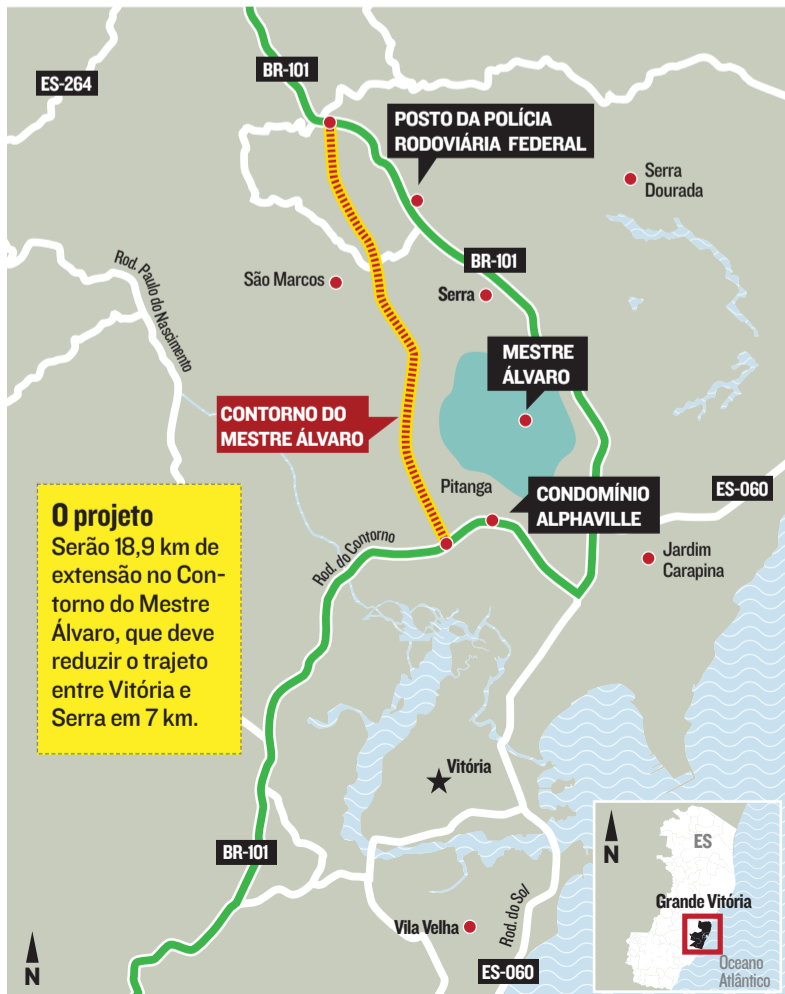 BR-101
ES-264
POSTO DA POLÍCIA
RODOVIÁRIA FEDERAL
Serra
Dourada
Rod. Paulo do Nascimento
São Marcos
BR-101
Serra
MESTRE
ÁLVARO
CONTORNO DO
MESTRE ÁLVARO
Pitanga
CONDOMÍNIO
ALPHAVILLE
ES-060
O projeto
Serão 18,9 km de
extensão no Con-
torno do Mestre
Álvaro, que deve
reduzir o trajeto
entre Vitória e
Serra em 7 km.
Rod. do Contorno
Jardim
Carapina
Vitória
BR-101
Vila Velha
Rod. do Sol
ES-060
N
N
ES
Grande Vitória
Oceano
Atlântico